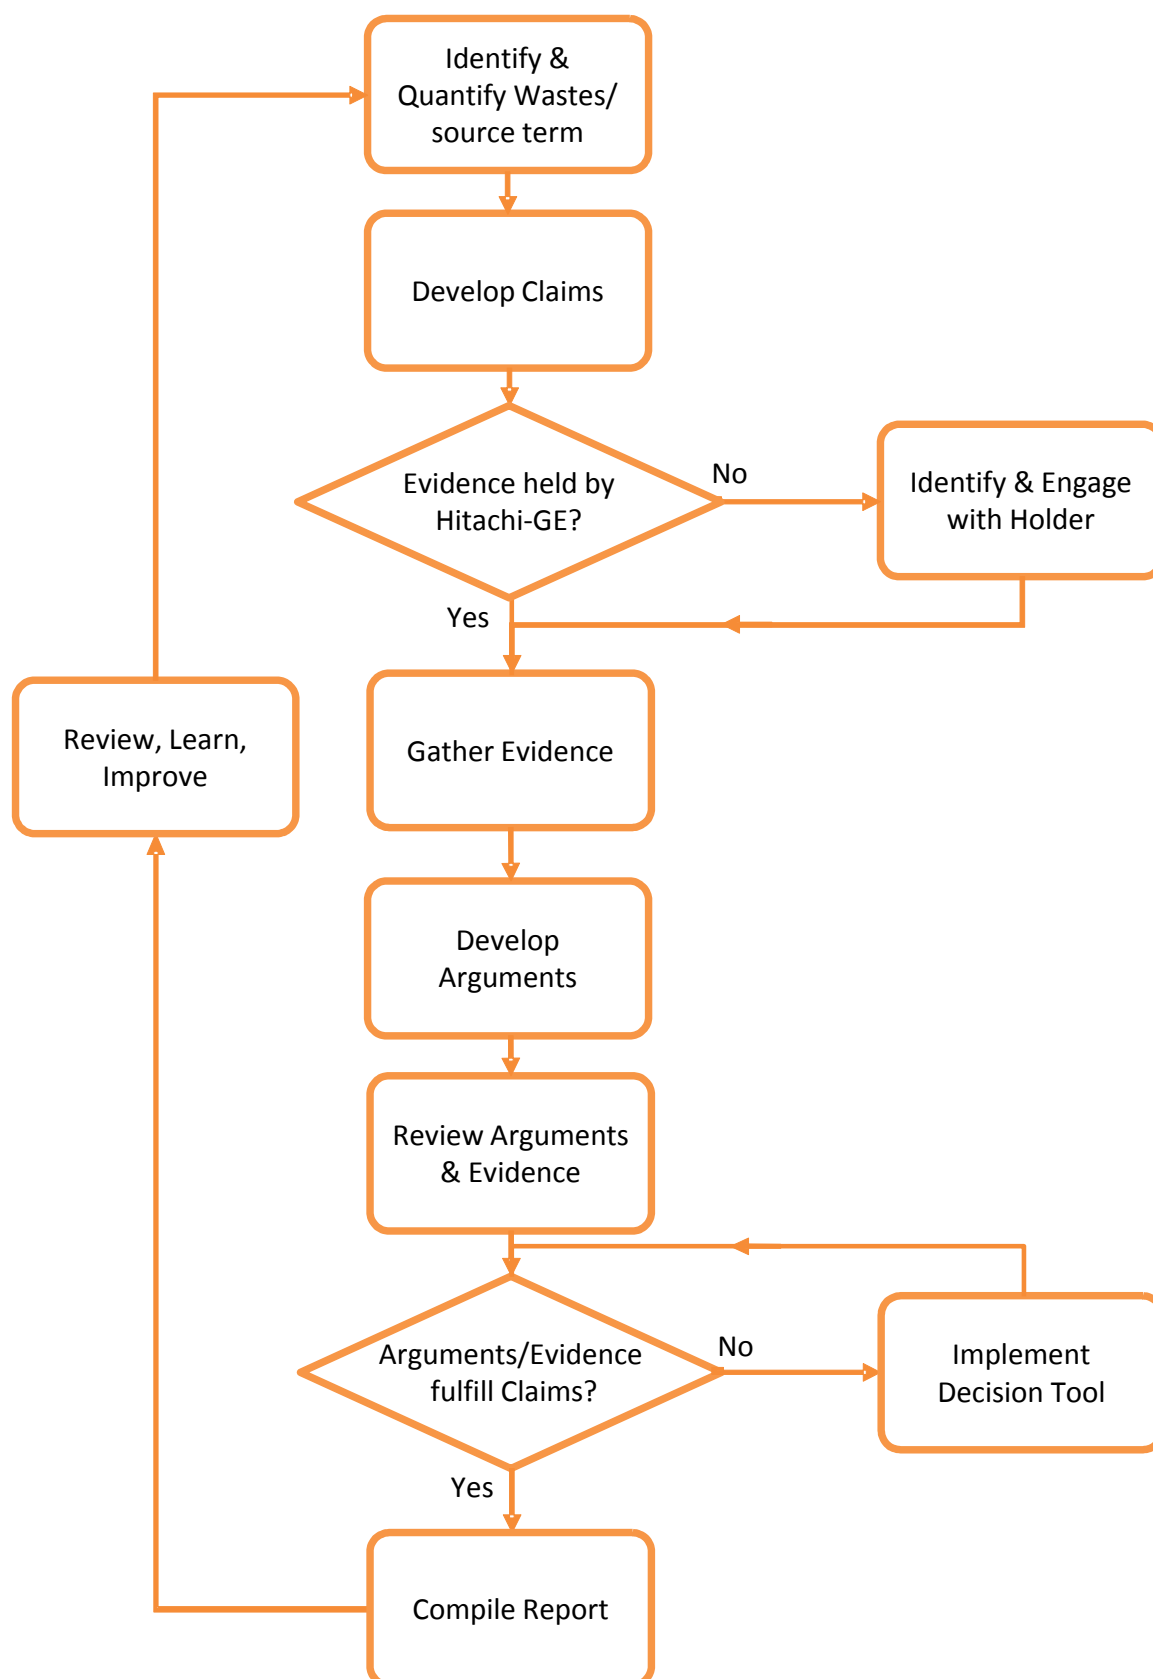 Identify &
Quantify Wastes/
source term
Develop Claims
Evidence held by
Hitachi-GE?
No
Identify & Engage
with Holder
Yes
Review, Learn,
Improve
Gather Evidence
Develop
Arguments
Review Arguments
& Evidence
Arguments/Evidence
fulfill Claims?
No
Implement
Decision Tool
Yes
Compile Report